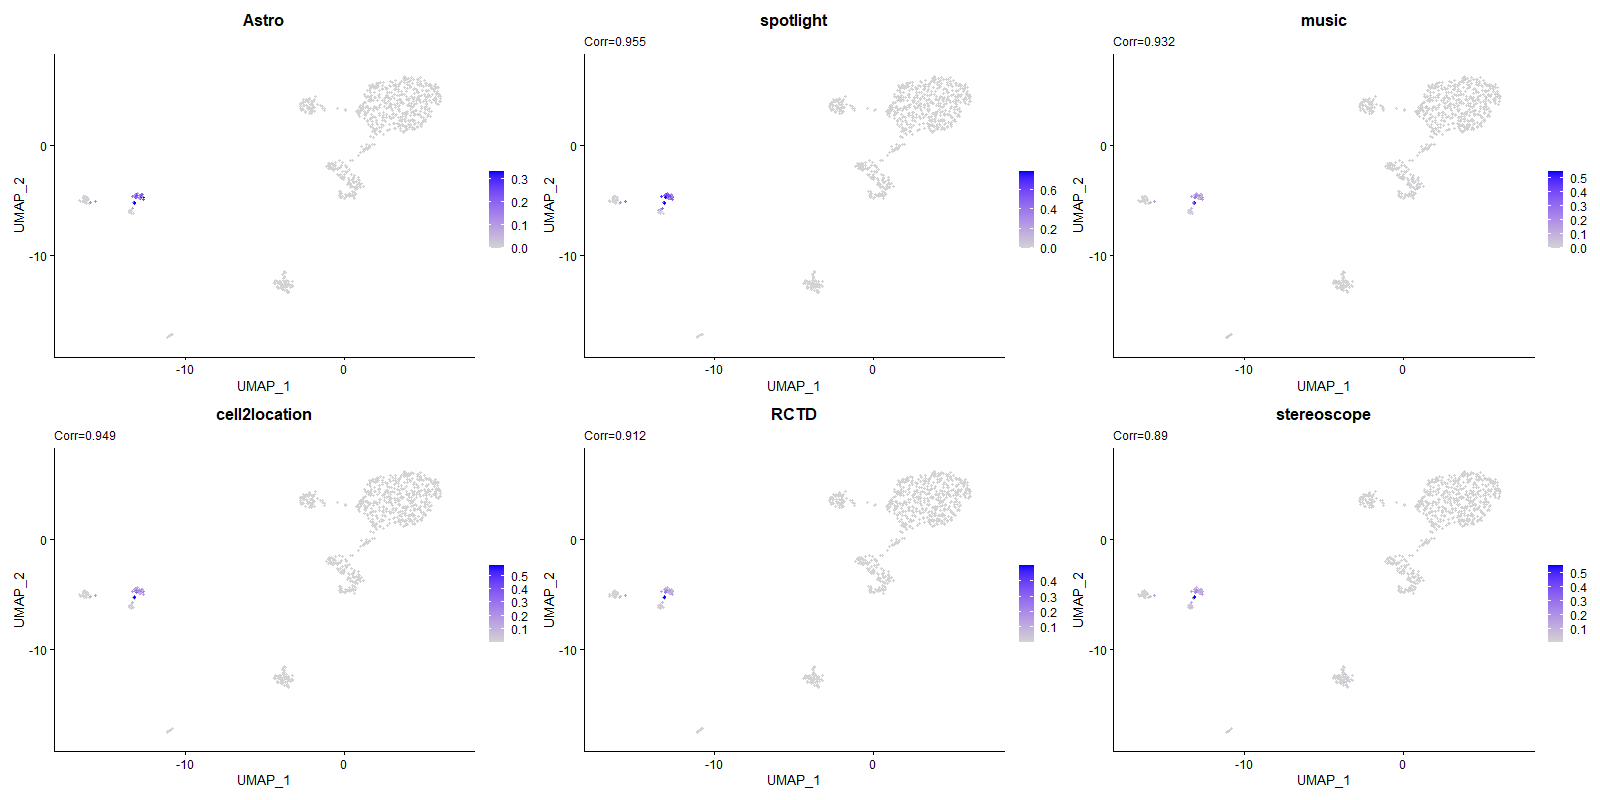 Astro
0
-10
UMAP_2
-10
0
UMAP_1
0.3
0.2
0.1
0.0
spotlight
Corr=0.955
0
-10
UMAP_2
-10
0
UMAP_1
0.6
0.4
0.2
0.0
music
Corr=0.932
0
-10
UMAP_2
-10
0
UMAP_1
0.5
0.4
0.3
0.2
0.1
0.0
cell2location
Corr=0.949
0
-10
UMAP_2
-10
0
UMAP_1
0.5
0.4
0.3
0.2
0.1
RCTD
Corr=0.912
0
-10
UMAP_2
-10
0
UMAP_1
0.4
0.3
0.2
0.1
stereoscope
Corr=0.89
0
-10
UMAP_2
-10
0
UMAP_1
0.5
0.4
0.3
0.2
0.1